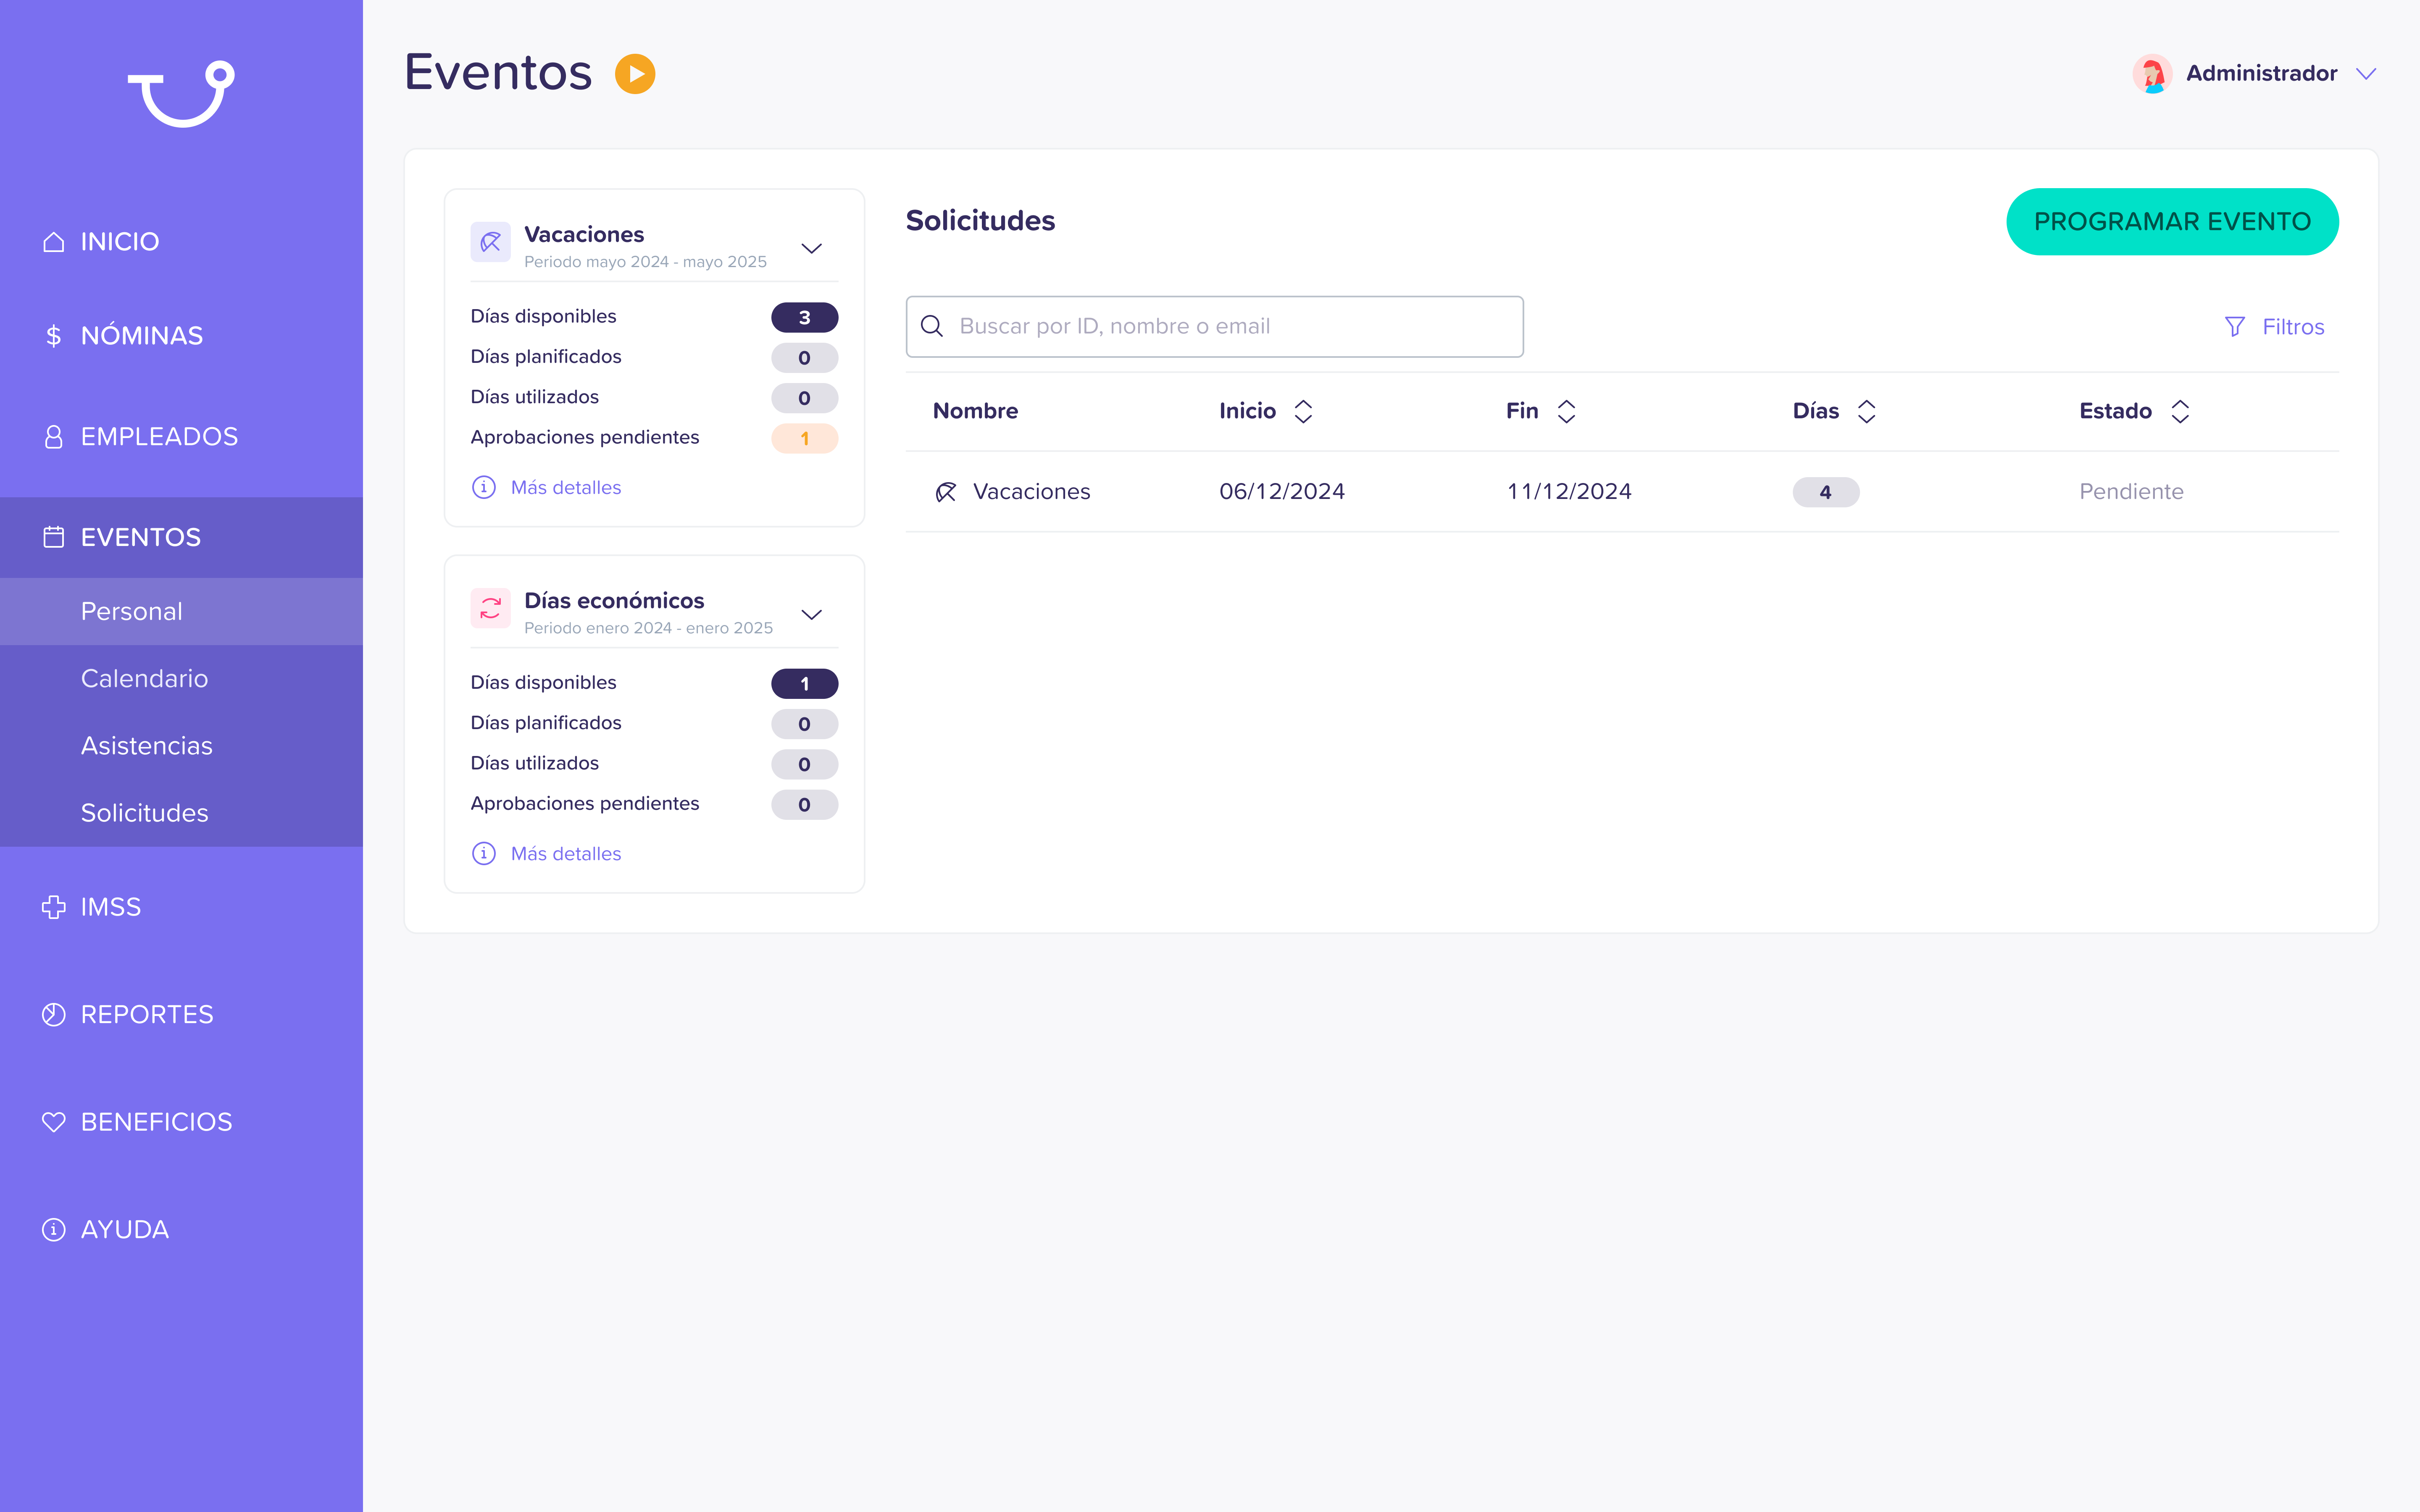 INICIO
NÓMINAS
EMPLEADOS
EVENTOS
Personal
Calendario
Asistencias
Solicitudes
IMSS
REPORTES
BENEFICIOS
AYUDA
Eventos
Administrador
Vacaciones
Periodo mayo 2024 - mayo 2025
Días disponibles 3
Días planificados 0
Días utilizados 0
Aprobaciones pendientes 1
Más detalles
Días económicos
Periodo enero 2024 - enero 2025
Días disponibles 1
Días planificados 0
Días utilizados 0
Aprobaciones pendientes 0
Más detalles
Solicitudes
PROGRAMAR EVENTO
Buscar por ID, nombre o email
Filtros
Nombre Inicio Fin Días Estado
Vacaciones 06/12/2024 11/12/2024 4 Pendiente